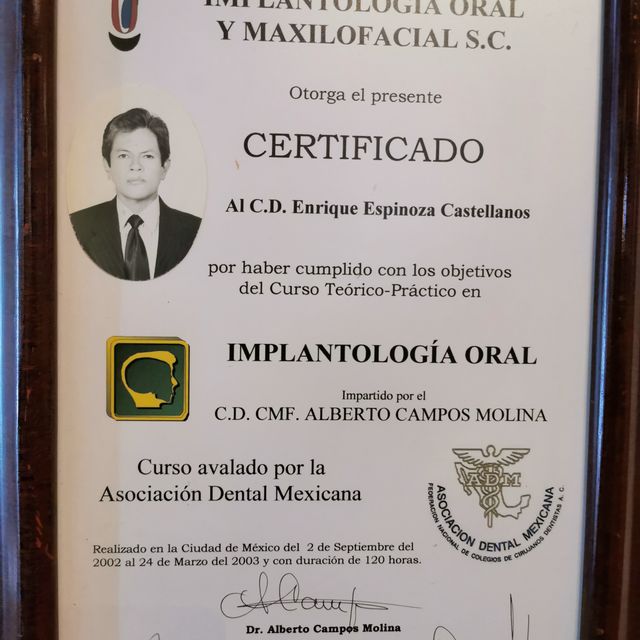 IMPLANTOLOGÍA ORAL
Y MAXILOFACIAL S.C.
Otorga el presente
CERTIFICADO
Al C.D. Enrique Espinoza Castellanos
por haber cumplido con los objetivos
del Curso Teórico-Práctico en
IMPLANTOLOGÍA ORAL
Impartido por el
C.D. CMF. ALBERTO CAMPOS MOLINA
Curso avalado por la
Asociación Dental Mexicana
ADM
ASOCIACION DENTAL MEXICANA
FEDERACION NACIONAL DE COLEGIOS DE CIRUJANOS DENTISTAS A. C.
Realizado en la Ciudad de México del 2 de Septiembre del
2002 al 24 de Marzo del 2003 y con duración de 120 horas.
Dr. Alberto Campos Molina